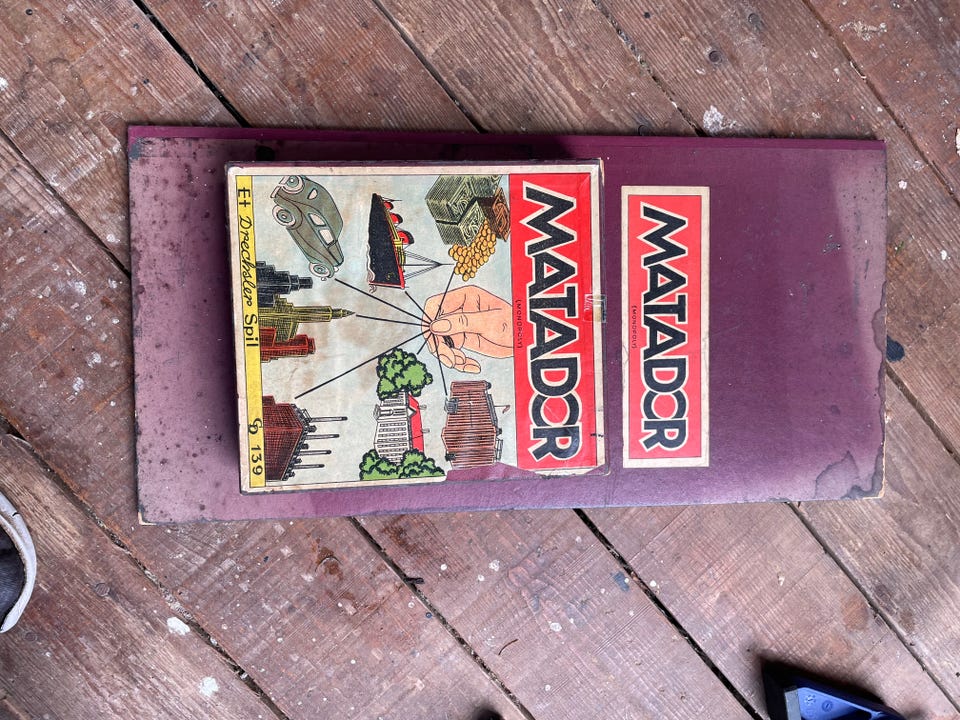 MATADOR
(MONOPOLY)
Et Drechsler Spil
139
MATADOR
(MONOPOLY)